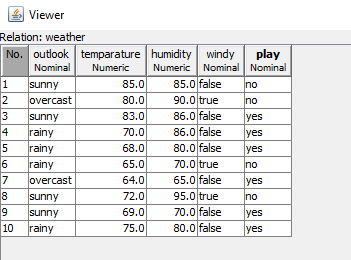 Viewer
Relation: weather
No. outlook temparature humidity windy play
Nominal Numeric Numeric Nominal Nominal
1 sunny 85.0 85.0 false no
2 overcast 80.0 90.0 true no
3 sunny 83.0 86.0 false yes
4 rainy 70.0 86.0 false yes
5 rainy 68.0 80.0 false yes
6 rainy 65.0 70.0 true no
7 overcast 64.0 65.0 false yes
8 sunny 72.0 95.0 true no
9 sunny 69.0 70.0 false yes
10 rainy 75.0 80.0 false yes